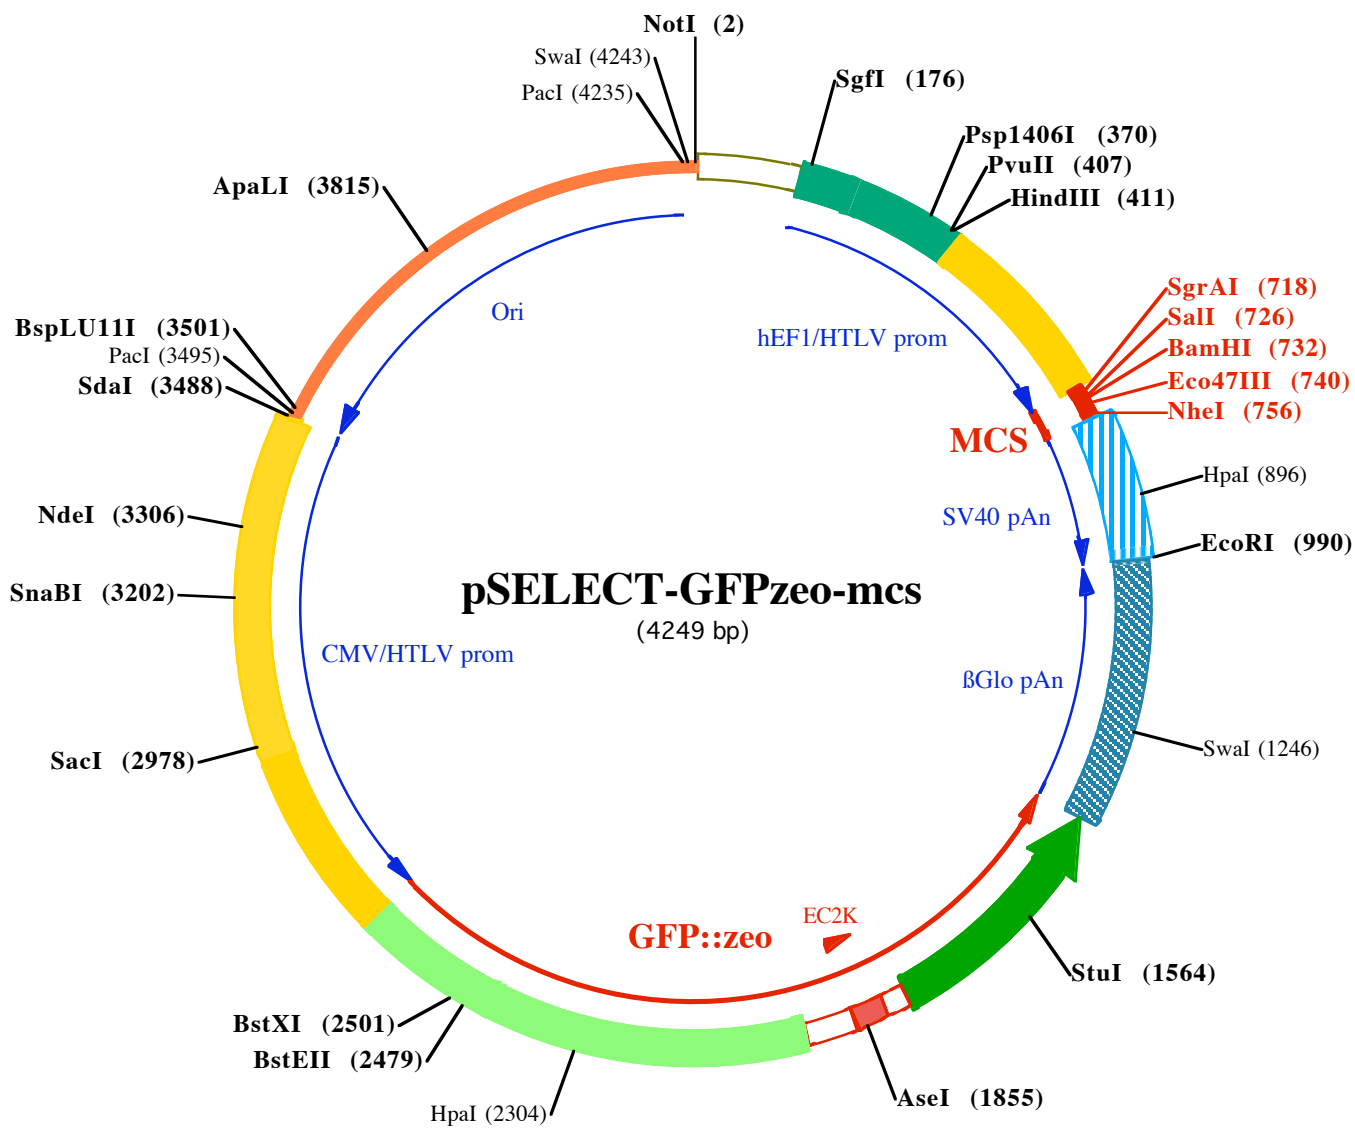 NotI (2)
SwaI (4243)
PacI (4235)
SgfI (176)
Psp1406I (370)
PvuII (407)
HindIII (411)
ApaLI (3815)
SgrAI (718)
SalI (726)
BamHI (732)
Eco47III (740)
NheI (756)
Ori
hEF1/HTLV prom
BspLU11I (3501)
PacI (3495)
SdaI (3488)
MCS
HpaI (896)
SV40 pAn
NdeI (3306)
EcoRI (990)
SnaBI (3202)
pSELECT-GFPzeo-mcs
(4249 bp)
CMV/HTLV prom
ßGlo pAn
SwaI (1246)
SacI (2978)
EC2K
GFP::zeo
StuI (1564)
BstXI (2501)
BstEII (2479)
AseI (1855)
HpaI (2304)